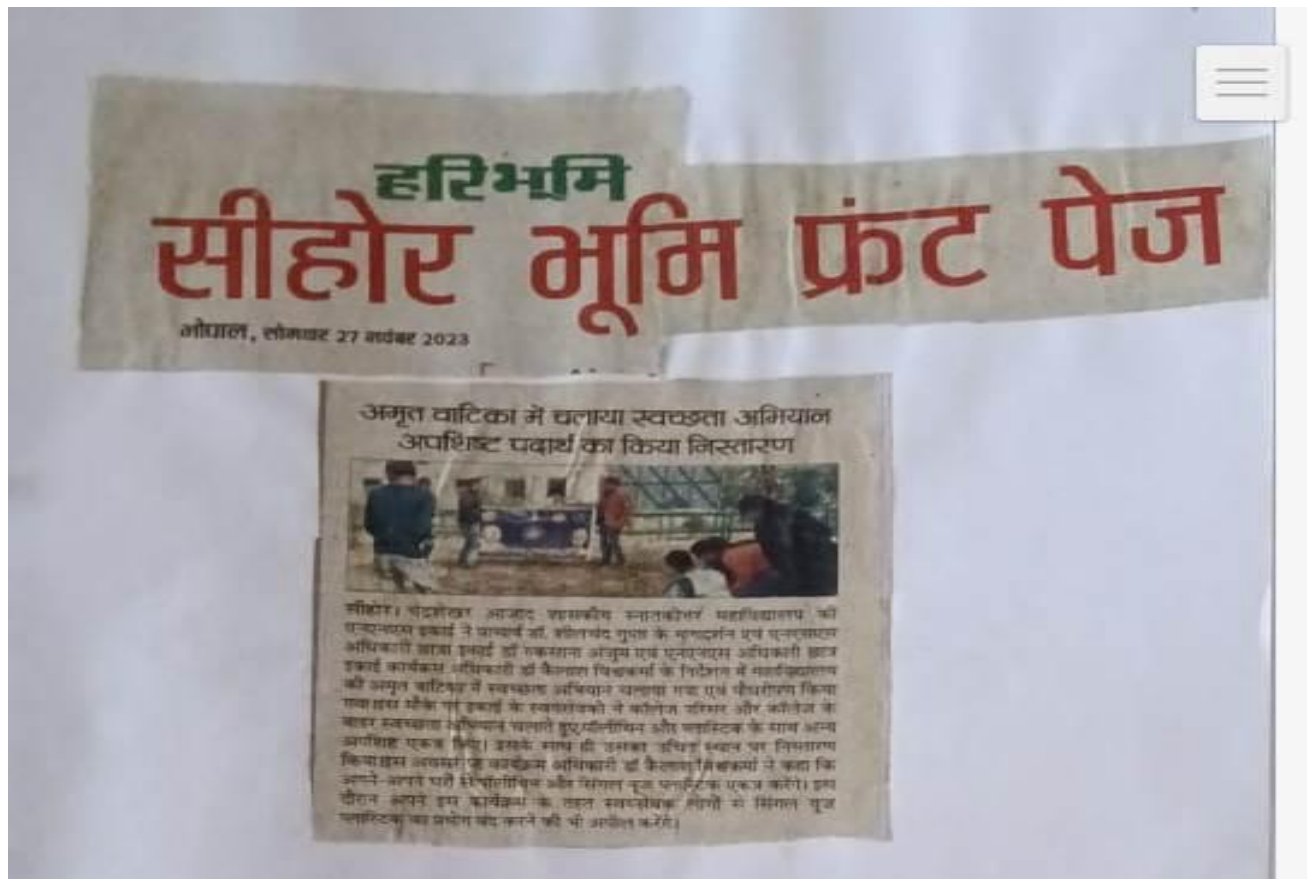 हरिभूमि
सीहोर भूमि फ्रंट पेज
भोपाल, सोमवार 27 नवंबर 2023
अमृत वाटिका में चलाया स्वच्छता अभियान
अपशिष्ट पदार्थ का किया निस्तारण
सीहोर। चंद्रशेखर आजाद शासकीय स्नातकोत्तर महाविद्यालय की
एनएसएस इकाई ने प्राचार्य डॉ. शीलचंद गुप्ता के मार्गदर्शन एवं एनएसएस
अधिकारी छात्रा इकाई डॉ रुकसाना अंजुम एवं एनएसएस अधिकारी छात्र
इकाई कार्यक्रम अधिकारी डॉ कैलाश विश्वकर्मा के निर्देशन में महाविद्यालय
की अमृत वाटिका में स्वच्छता अभियान चलाया गया एवं पौधरोपण किया
गया।इस मौके पर इकाई के स्वयंसेवकों ने कॉलेज परिसर और कॉलेज के
बाहर स्वच्छता अभियान चलाते हुए,पॉलीथिन और प्लास्टिक के साथ अन्य
अपशिष्ट एकत्र किए। इसके साथ ही उसका उचित स्थान पर निस्तारण
किया।इस अवसर पर कार्यक्रम अधिकारी डॉ कैलाश विश्वकर्मा ने कहा कि
अपने-अपने घरों से पॉलीथिन और सिंगल यूज प्लास्टिक एकत्र करेंगे। इस
दौरान अपने इस कार्यक्रम के तहत स्वयंसेवक लोगों से सिंगल यूज
प्लास्टिक का प्रयोग बंद करने की भी अपील करेंगे।